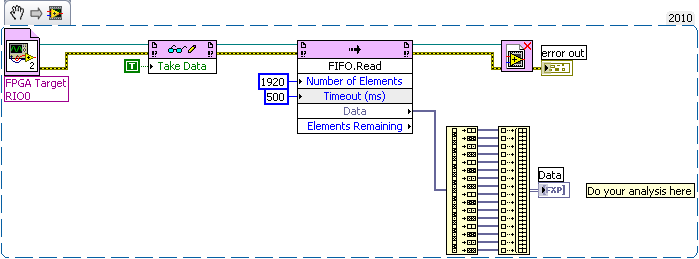 2010
2
error out
T
Take Data
FIFO.Read
FPGA Target
RIO0
1920
Number of Elements
500
Timeout (ms)
Data
Elements Remaining
Data
FXP
Do your analysis here